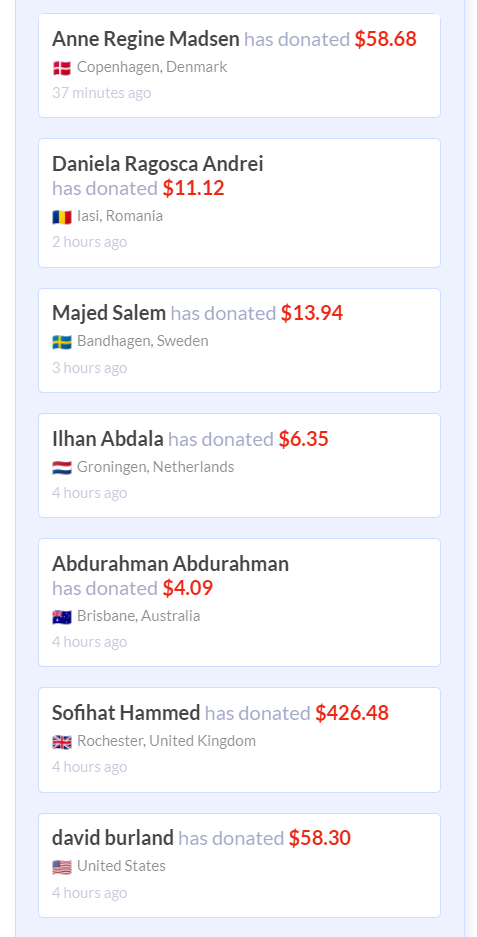 Anne Regine Madsen has donated $58.68
Copenhagen, Denmark
37 minutes ago
Daniela Ragosca Andrei
has donated $11.12
Iasi, Romania
2 hours ago
Majed Salem has donated $13.94
Bandhagen, Sweden
3 hours ago
Ilhan Abdala has donated $6.35
Groningen, Netherlands
4 hours ago
Abdurahman Abdurahman
has donated $4.09
Brisbane, Australia
4 hours ago
Sofihat Hammed has donated $426.48
Rochester, United Kingdom
4 hours ago
david burland has donated $58.30
United States
4 hours ago